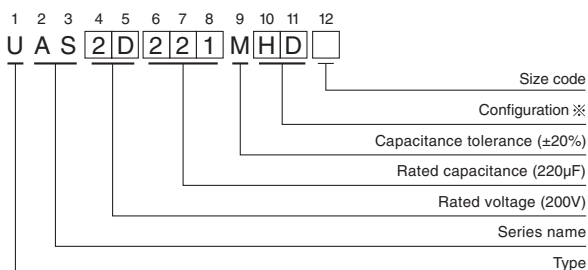 1 2 3 4 5 6 7 8 9 10 11 12
U A S 2 D 2 2 1 M H D
Size code
Configuration ※
Capacitance tolerance (±20%)
Rated capacitance (220µF)
Rated voltage (200V)
Series name
Type